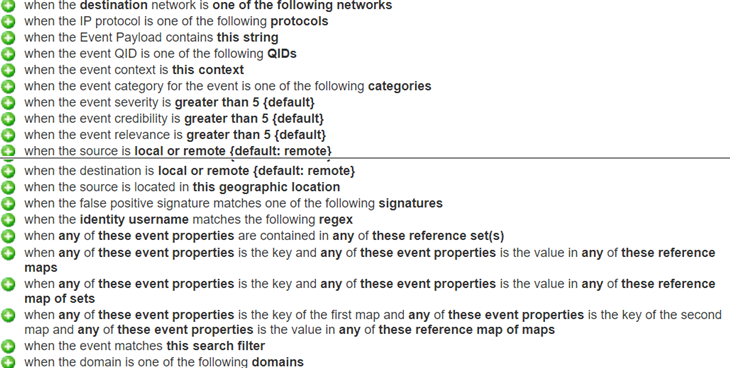 when the destination network is one of the following networks
when the IP protocol is one of the following protocols
when the Event Payload contains this string
when the event QID is one of the following QIDs
when the event context is this context
when the event category for the event is one of the following categories
when the event severity is greater than 5 {default}
when the event credibility is greater than 5 {default}
when the event relevance is greater than 5 {default}
when the source is local or remote {default: remote}
when the destination is local or remote {default: remote}
when the source is located in this geographic location
when the false positive signature matches one of the following signatures
when the identity username matches the following regex
when any of these event properties are contained in any of these reference set(s)
when any of these event properties is the key and any of these event properties is the value in any of these reference
maps
when any of these event properties is the key and any of these event properties is the value in any of these reference
map of sets
when any of these event properties is the key of the first map and any of these event properties is the key of the second
map and any of these event properties is the value in any of these reference map of maps
when the event matches this search filter
when the domain is one of the following domains